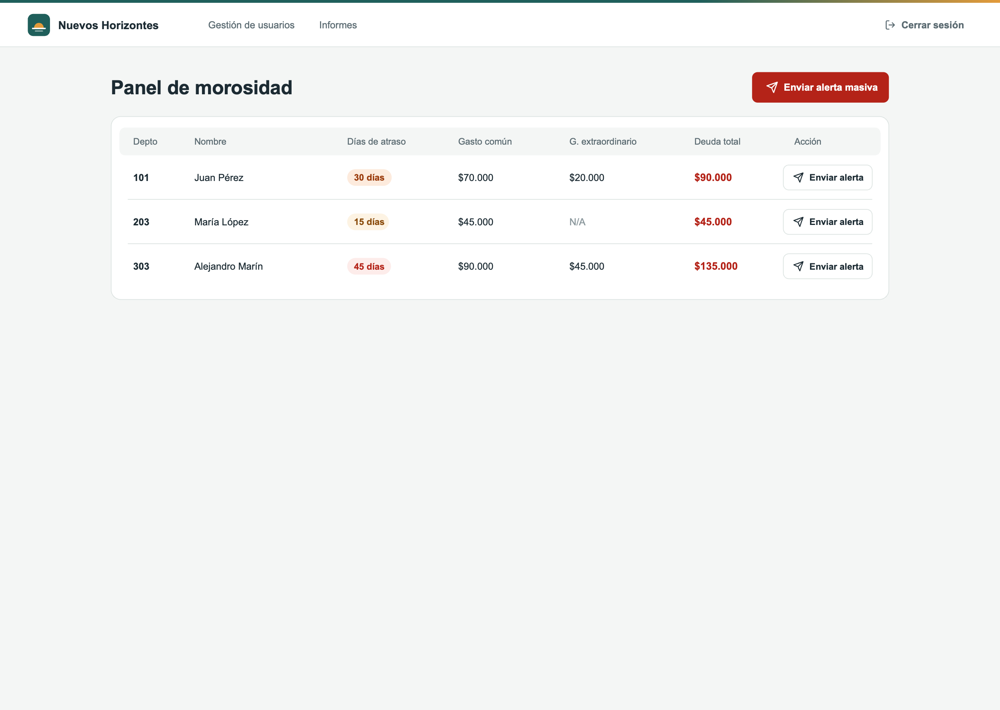 Nuevos Horizontes Gestión de usuarios Informes Cerrar sesión
Panel de morosidad Enviar alerta masiva
Depto Nombre Días de atraso Gasto común G. extraordinario Deuda total Acción
101 Juan Pérez 30 días $70.000 $20.000 $90.000 Enviar alerta
203 María López 15 días $45.000 N/A $45.000 Enviar alerta
303 Alejandro Marín 45 días $90.000 $45.000 $135.000 Enviar alerta